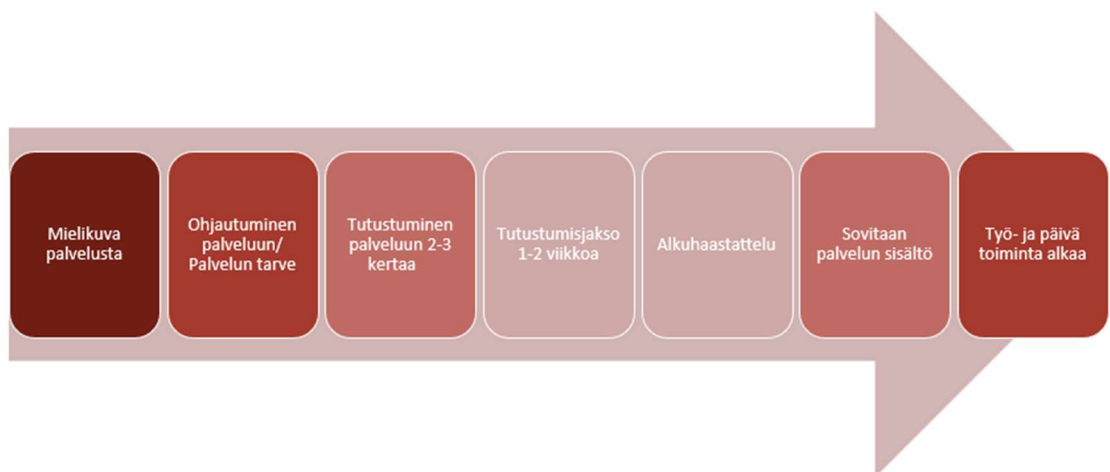 Mielikuva
palvelusta
Ohjautuminen
palveluun/
Palvelun tarve
Tutustuminen
palveluun 2-3
kertaa
Tutustumisjakso
1-2 viikkoa
Alkuhaastattelu
Sovitaan
palvelun sisältö
Työ- ja päivä
toiminta alkaa